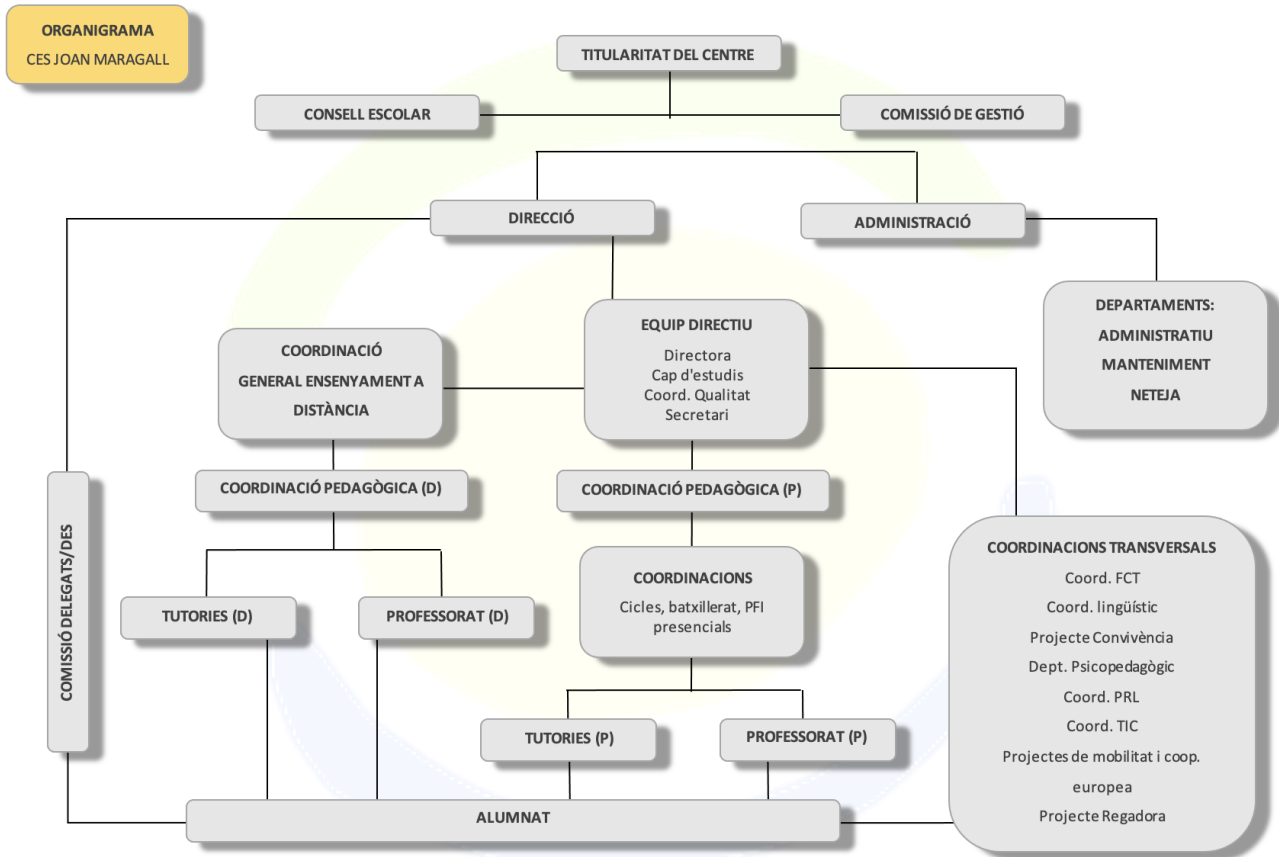 ORGANIGRAMA
CES JOAN MARAGALL
TITULARITAT DEL CENTRE
CONSELL ESCOLAR
COMISSIÓ DE GESTIÓ
DIRECCIÓ
ADMINISTRACIÓ
DEPARTAMENTS:
ADMINISTRATIU
MANTENIMENT
NETEJA
EQUIP DIRECTIU
Directora
Cap d'estudis
Coord. Qualitat
Secretari
COORDINACIÓ
GENERAL ENSENYAMENT A
DISTÀNCIA
COORDINACIÓ PEDAGÒGICA (D)
COORDINACIÓ PEDAGÒGICA (P)
COMISSIÓ DELEGATS/DES
TUTORIES (D)
PROFESSORAT (D)
COORDINACIONS
Cicles, batxillerat, PFI
presencials
TUTORIES (P)
PROFESSORAT (P)
COORDINACIONS TRANSVERSALS
Coord. FCT
Coord. lingüístic
Projecte Convivència
Dept. Psicopedagògic
Coord. PRL
Coord. TIC
Projectes de mobilitat i coop.
europea
Projecte Regadora
ALUMNAT